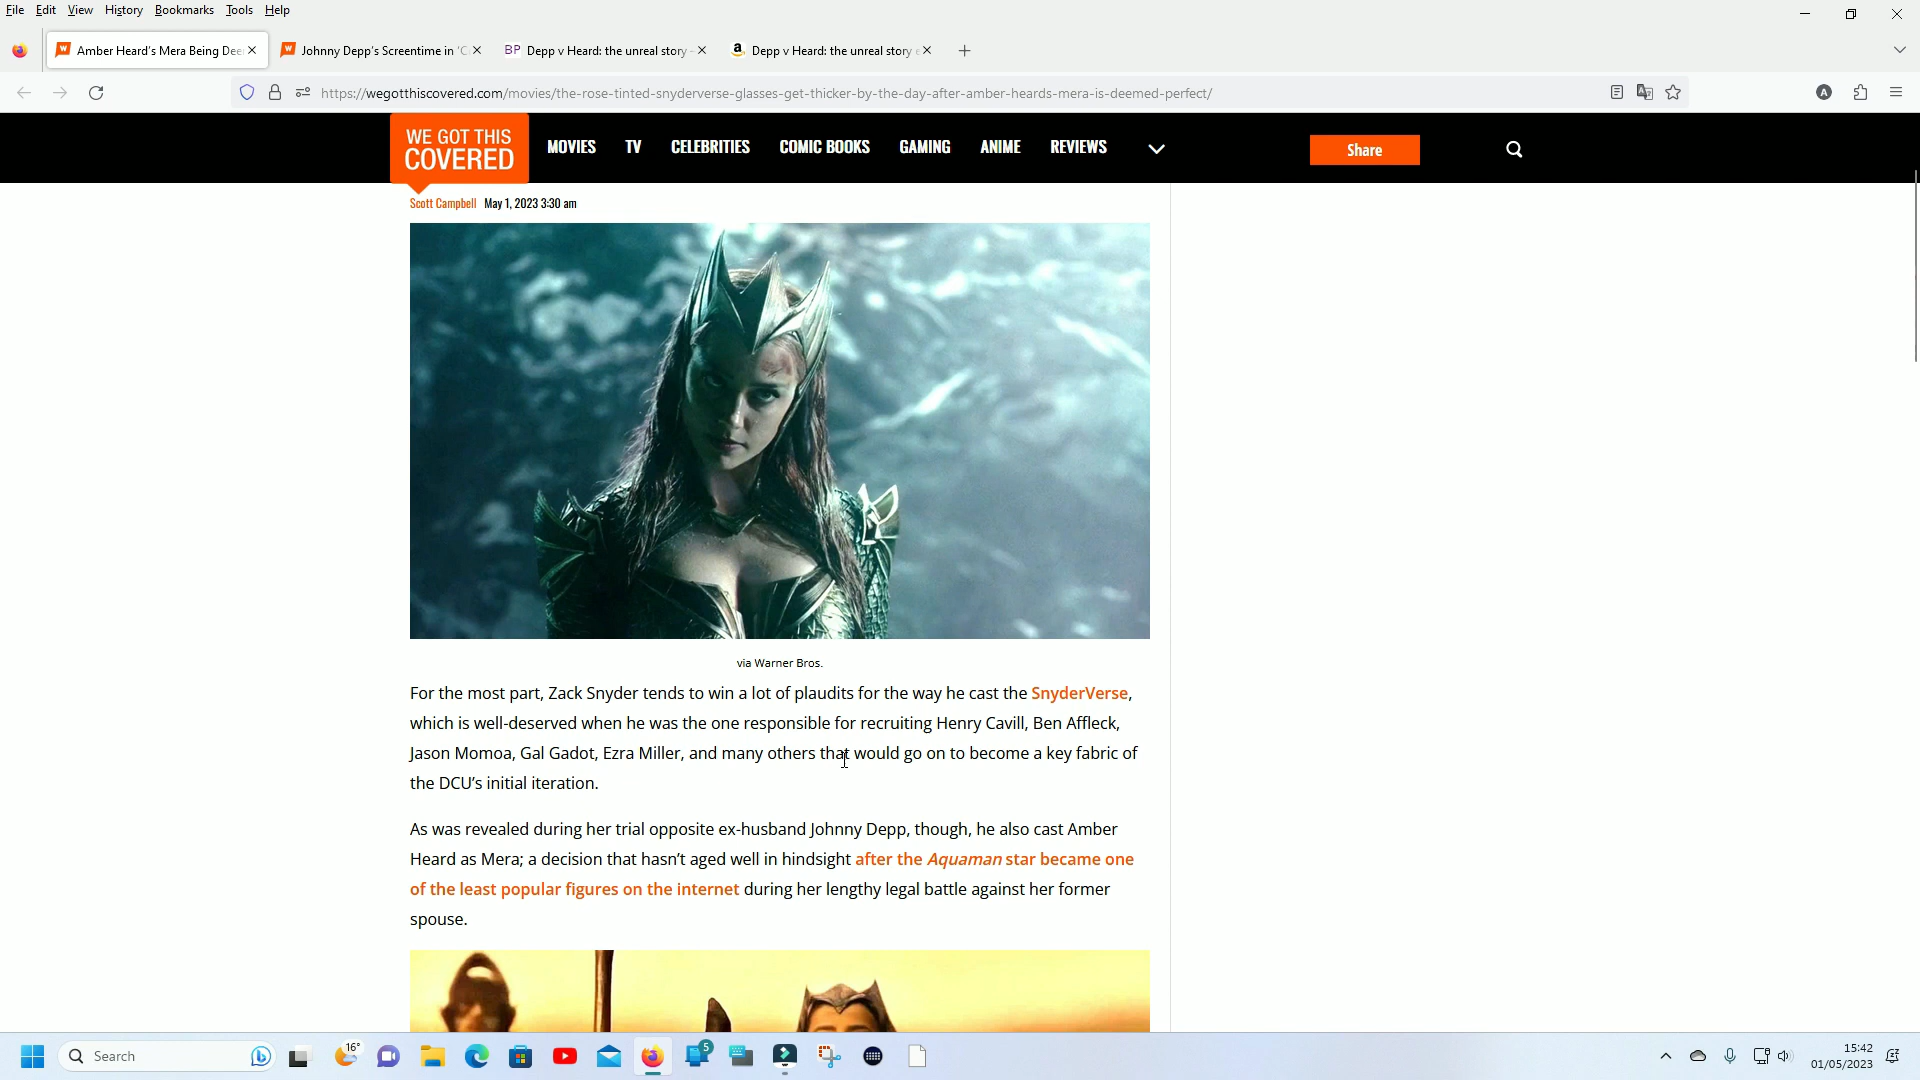 File Edit View History Bookmarks Tools Help
Amber Heard's Mera Being Dee
Johnny Depp's Screentime in 'C
BP Depp v Heard: the unreal story -
Depp v Heard: the unreal story e
https://wegotthiscovered.com/movies/the-rose-tinted-snyderverse-glasses-get-thicker-by-the-day-after-amber-heards-mera-is-deemed-perfect/
A
WE GOT THIS
COVERED
MOVIES TV CELEBRITIES COMIC BOOKS GAMING ANIME REVIEWS
Share
Scott Campbell May 1, 2023 3:30 am
via Warner Bros.
For the most part, Zack Snyder tends to win a lot of plaudits for the way he cast the SnyderVerse,
which is well-deserved when he was the one responsible for recruiting Henry Cavill, Ben Affleck,
Jason Momoa, Gal Gadot, Ezra Miller, and many others that would go on to become a key fabric of
the DCU's initial iteration.
As was revealed during her trial opposite ex-husband Johnny Depp, though, he also cast Amber
Heard as Mera; a decision that hasn't aged well in hindsight after the Aquaman star became one
of the least popular figures on the internet during her lengthy legal battle against her former
spouse.
Search
16°
5
15:42
01/05/2023